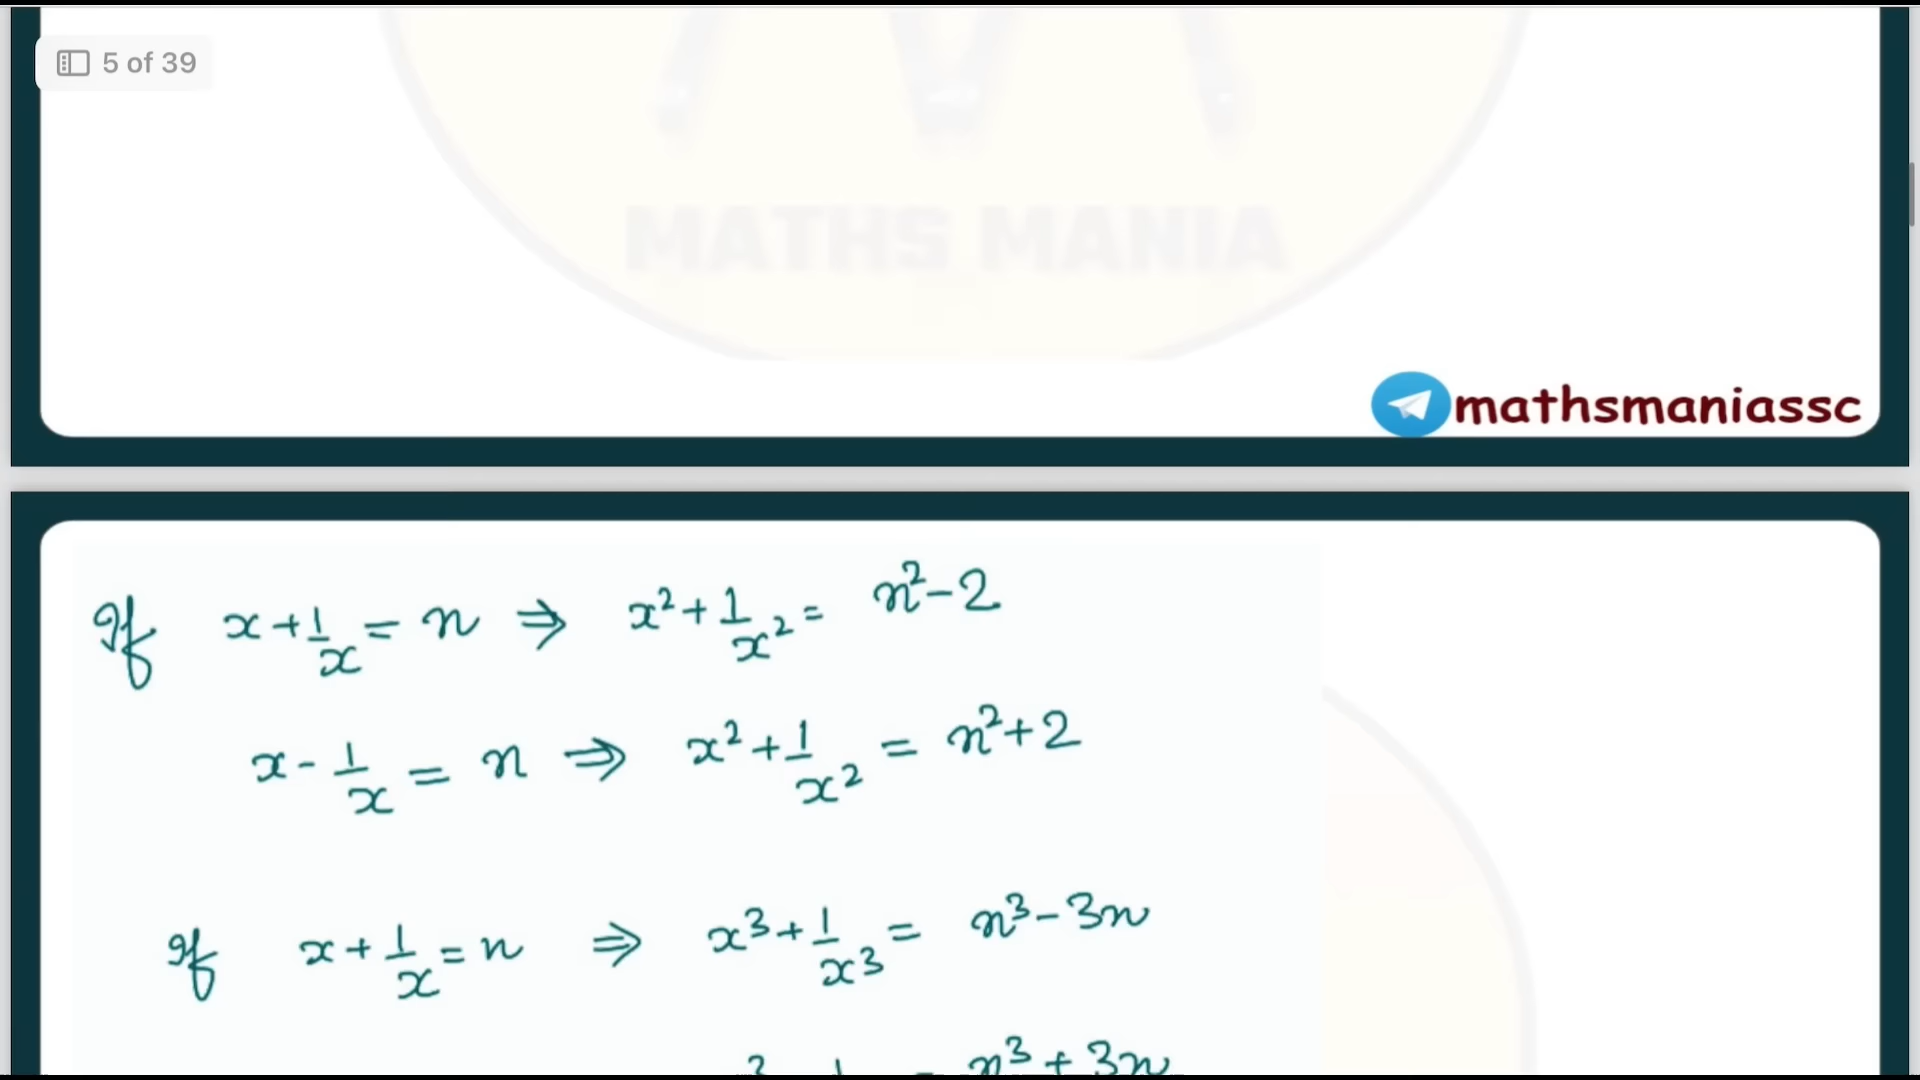 5 of 39
MATHS MANIA
mathsmaniassc
If x + 1/x = n ⇒ x² + 1/x² = n² - 2
x - 1/x = n ⇒ x² + 1/x² = n² + 2
If x + 1/x = n ⇒ x³ + 1/x³ = n³ - 3n
= n³ + 3n